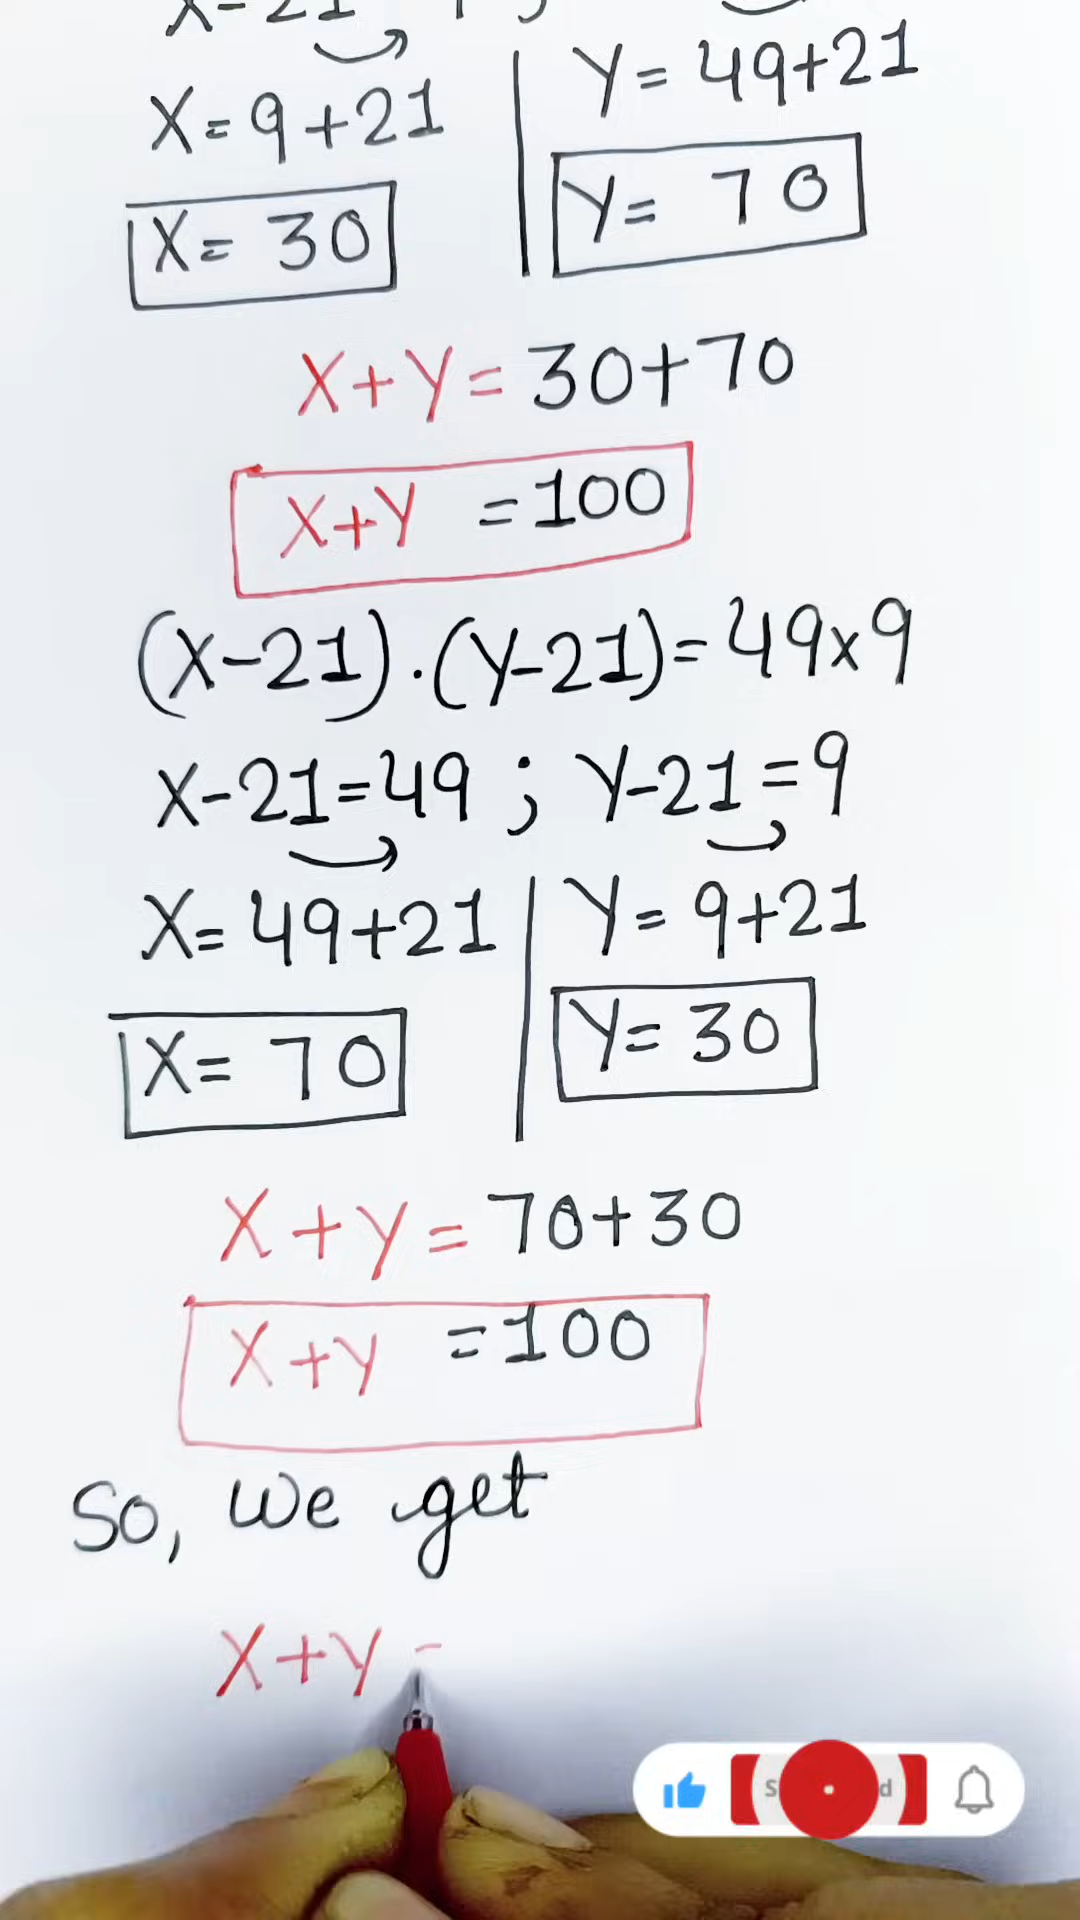 X-21
X=9+21 | Y=49+21
X=30 | Y=70
X+Y=30+70
X+Y =100
(X-21).(Y-21)=49x9
X-21=49 ; Y-21=9
X=49+21 | Y=9+21
X=70 | Y=30
X+Y=70+30
X+Y =100
So, we get
X+Y